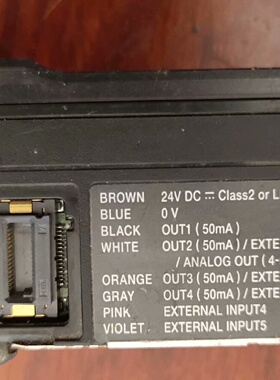 BROWN 24V DC ⎓ Class2 or L
BLUE 0 V
BLACK OUT1 ( 50mA )
WHITE OUT2 ( 50mA ) / EXTE
/ ANALOG OUT ( 4-
ORANGE OUT3 ( 50mA ) / EXTE
GRAY OUT4 ( 50mA ) / EXTE
PINK EXTERNAL INPUT4
VIOLET EXTERNAL INPUT5